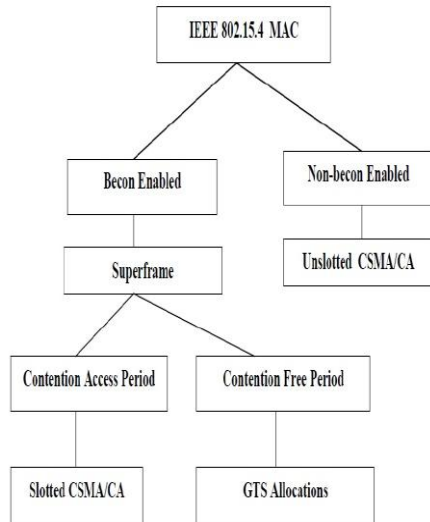 IEEE 802.15.4 MAC
Becon Enabled
Non-becon Enabled
Superframe
Unslotted CSMA/CA
Contention Access Period
Contention Free Period
Slotted CSMA/CA
GTS Allocations